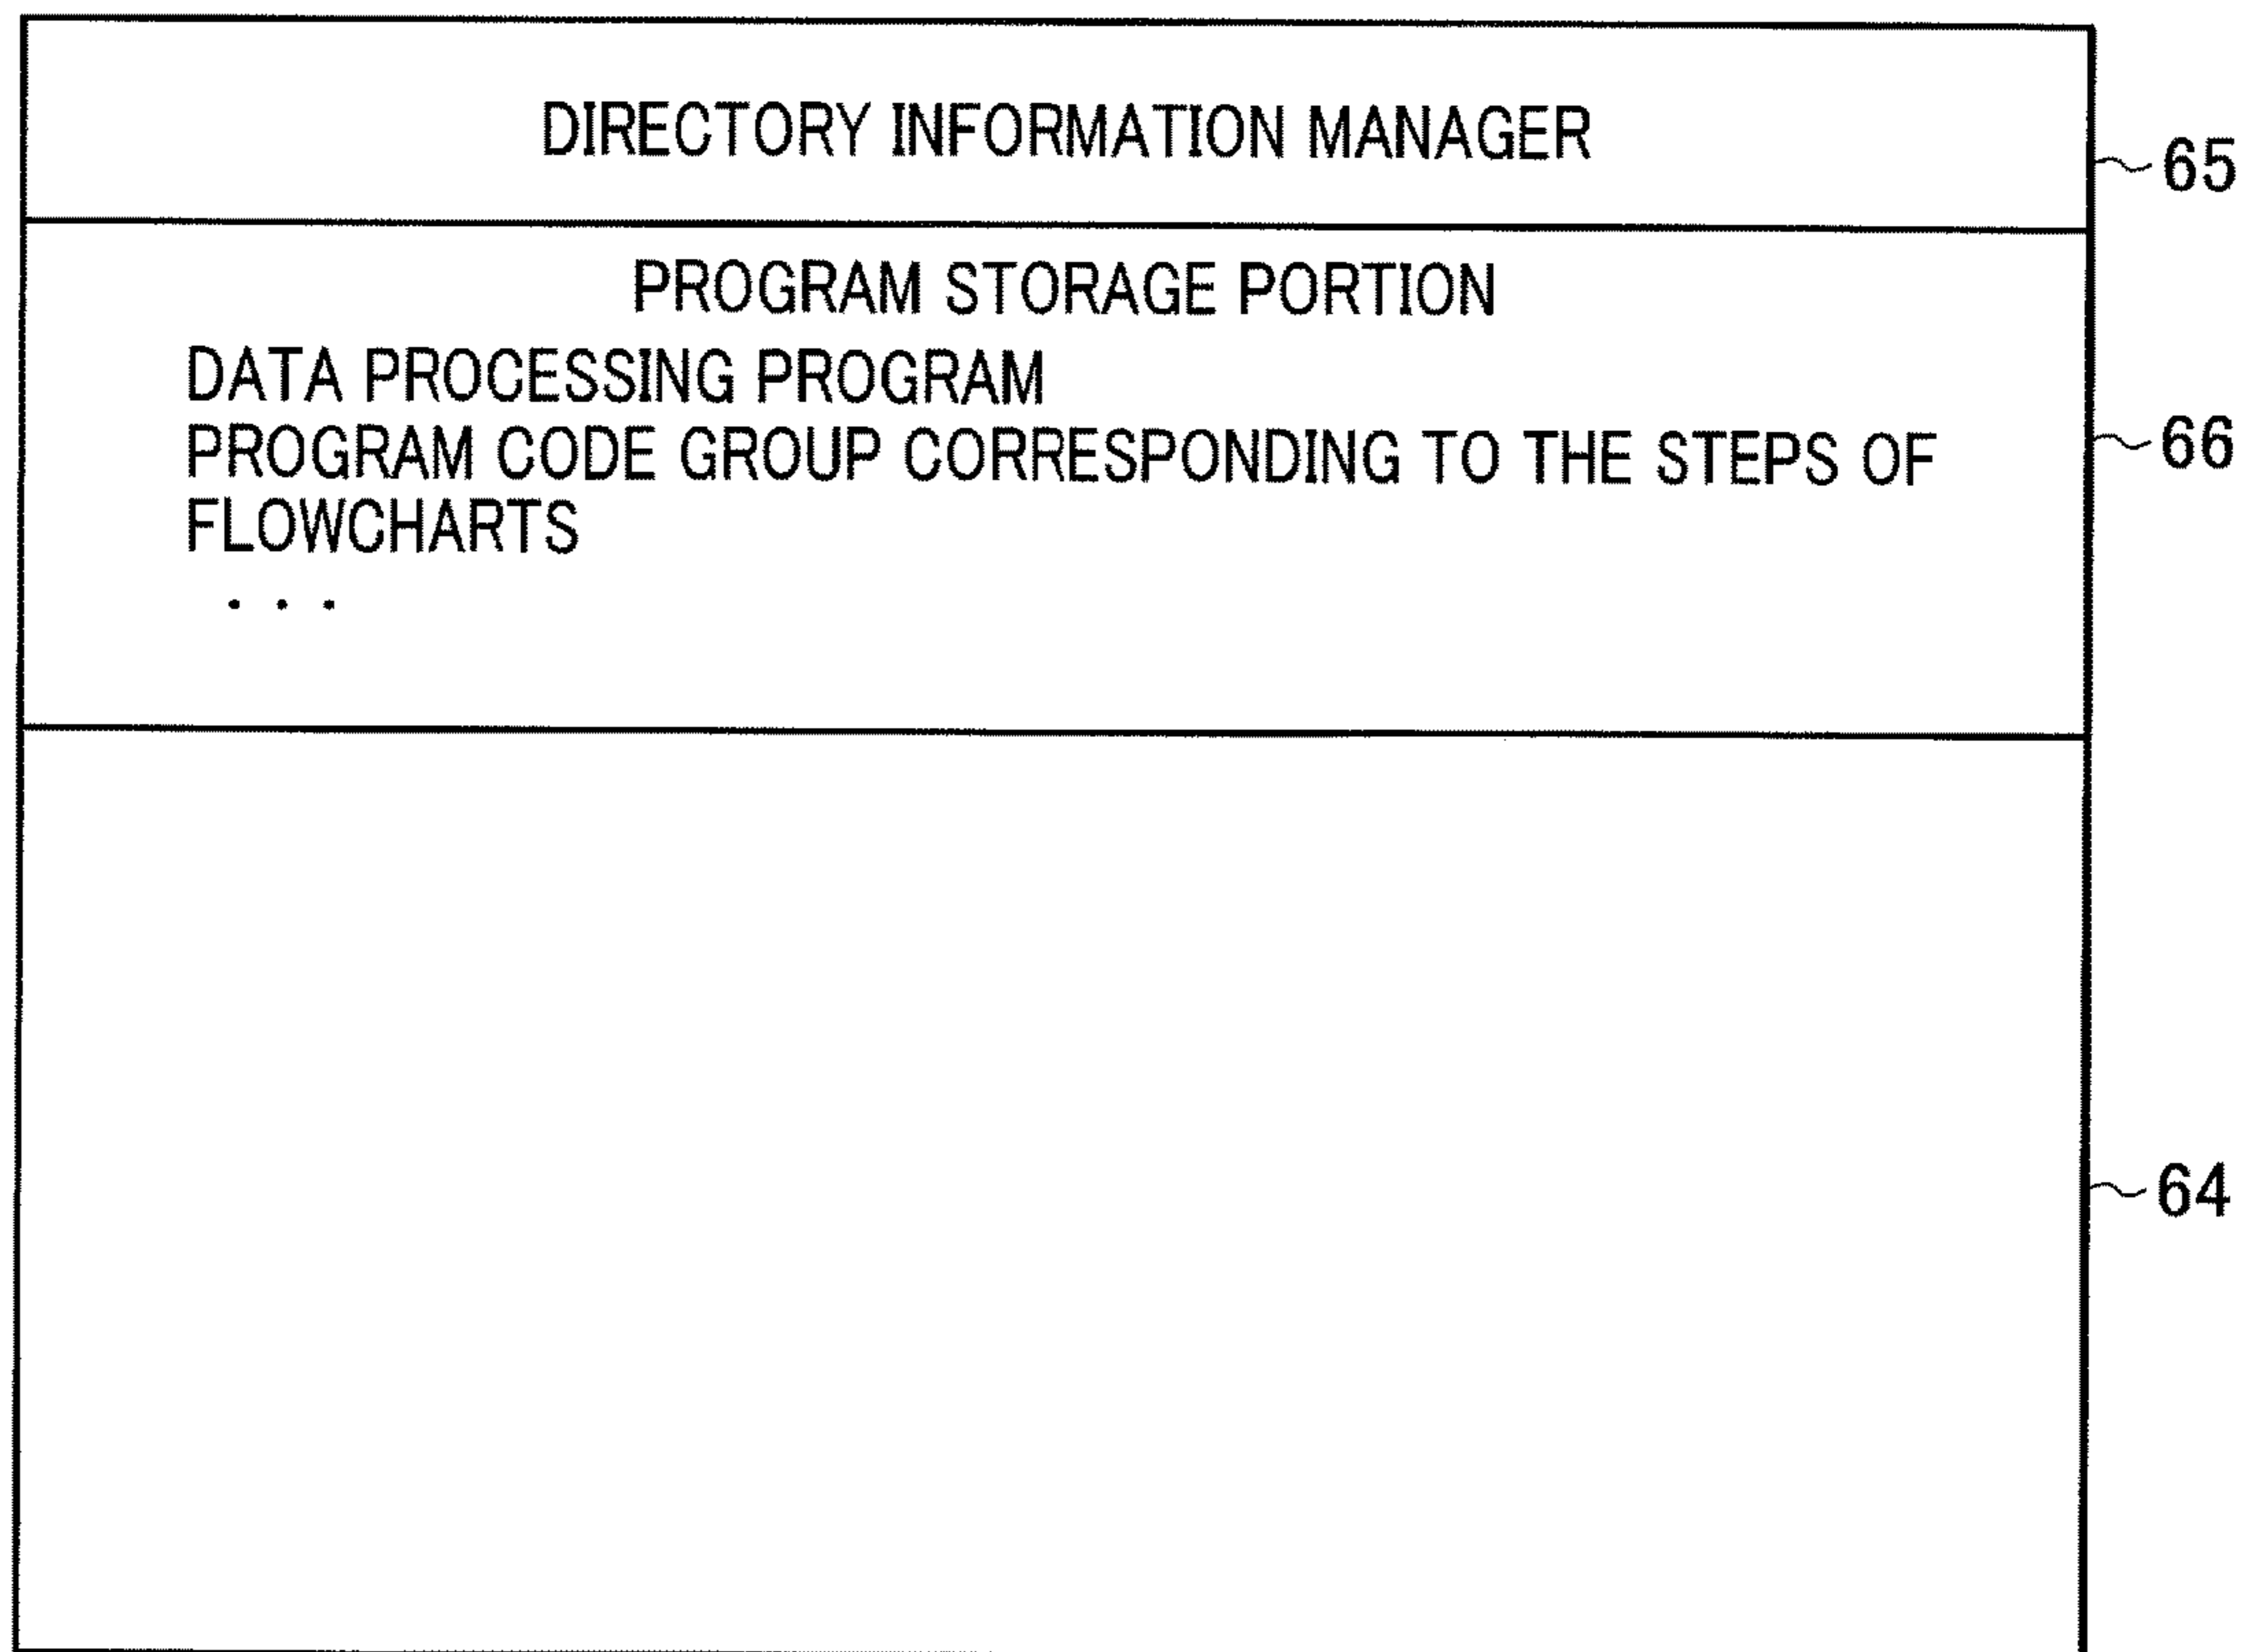 DIRECTORY INFORMATION MANAGER
65
PROGRAM STORAGE PORTION
DATA PROCESSING PROGRAM
PROGRAM CODE GROUP CORRESPONDING TO THE STEPS OF
66
FLOWCHARTS
...
64